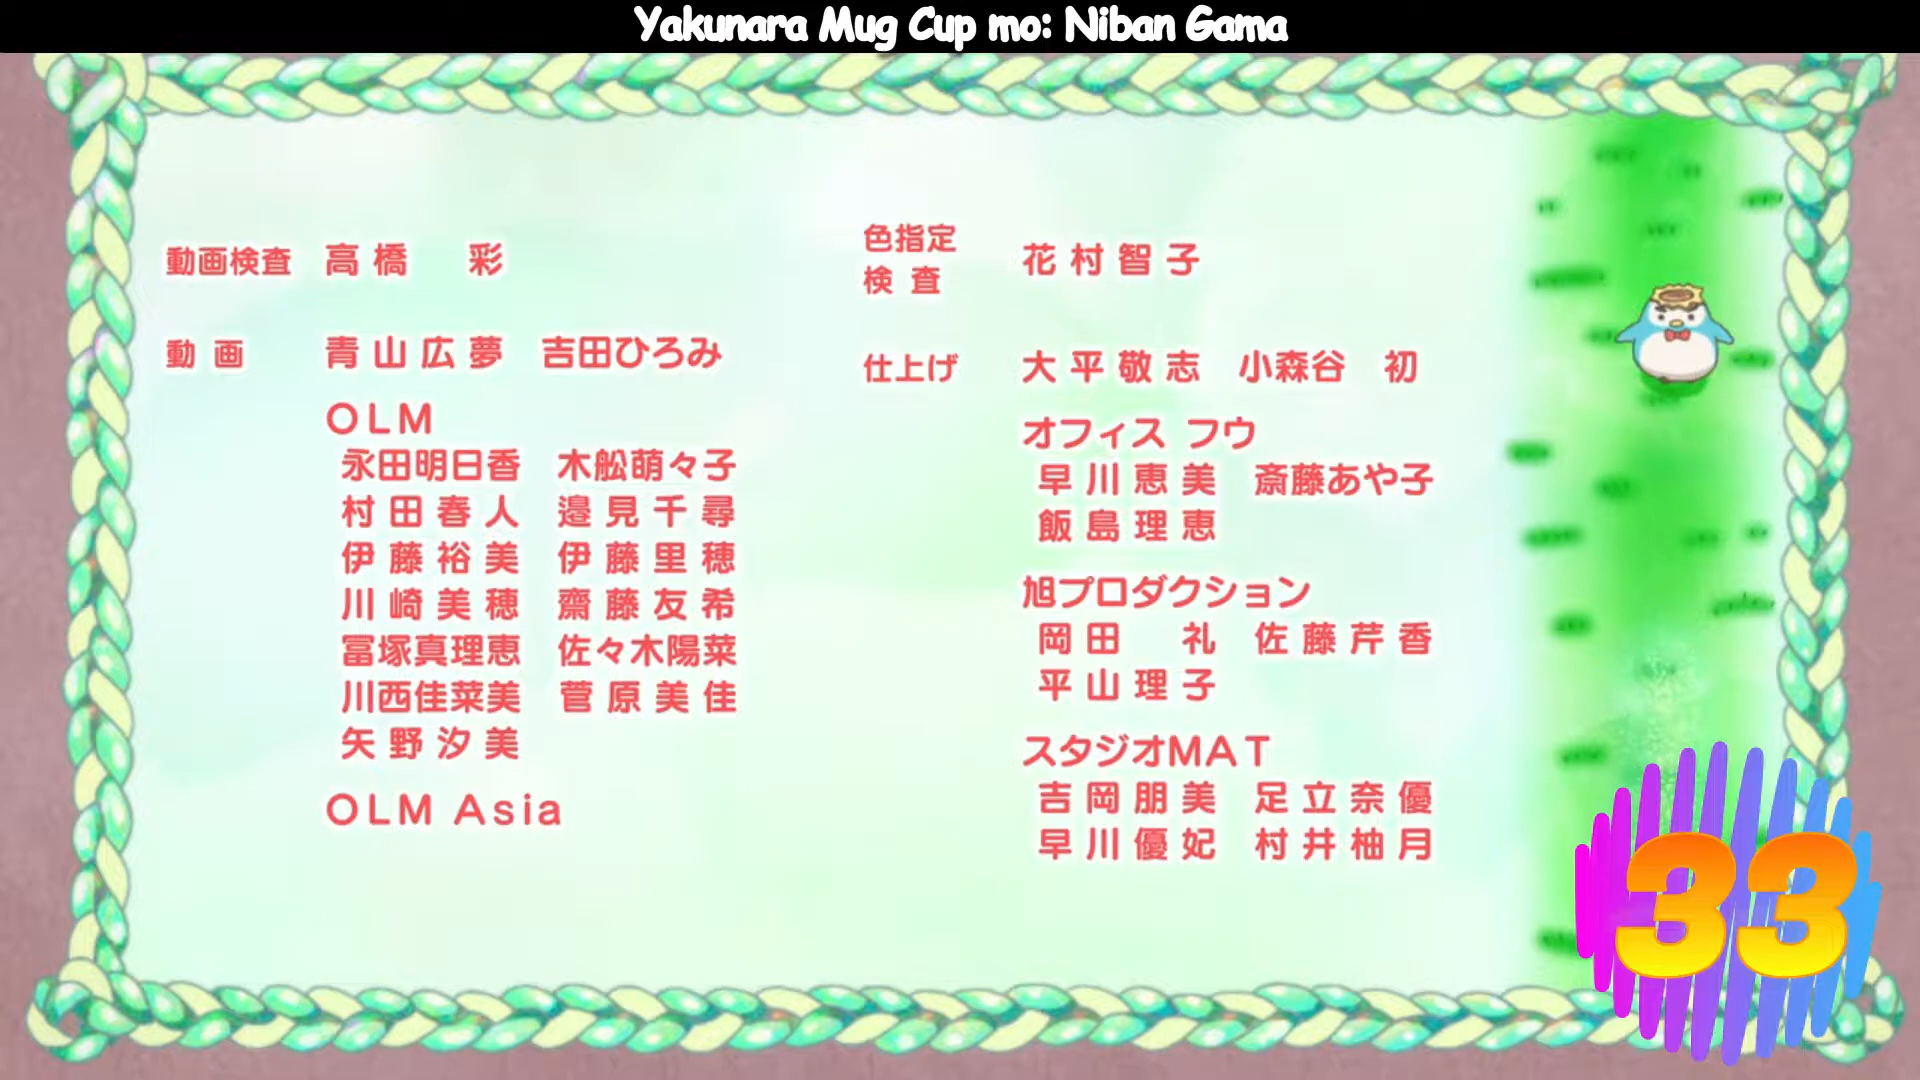 Yakunara Mug Cup mo: Niban Gama
動画検査 高橋 彩
動画 青山広夢 吉田ひろみ
OLM
永田明日香 木舩萌々子
村田春人 邉見千尋
伊藤裕美 伊藤里穂
川崎美穂 齋藤友希
冨塚真理恵 佐々木陽菜
川西佳菜美 菅原美佳
矢野汐美
OLM Asia
色指定
検査
花村智子
仕上げ 大平敬志 小森谷 初
オフィス フウ
早川恵美 斎藤あや子
飯島理恵
旭プロダクション
岡田 礼 佐藤芹香
平山理子
スタジオMAT
吉岡朋美 足立奈優
早川優妃 村井柚月
33